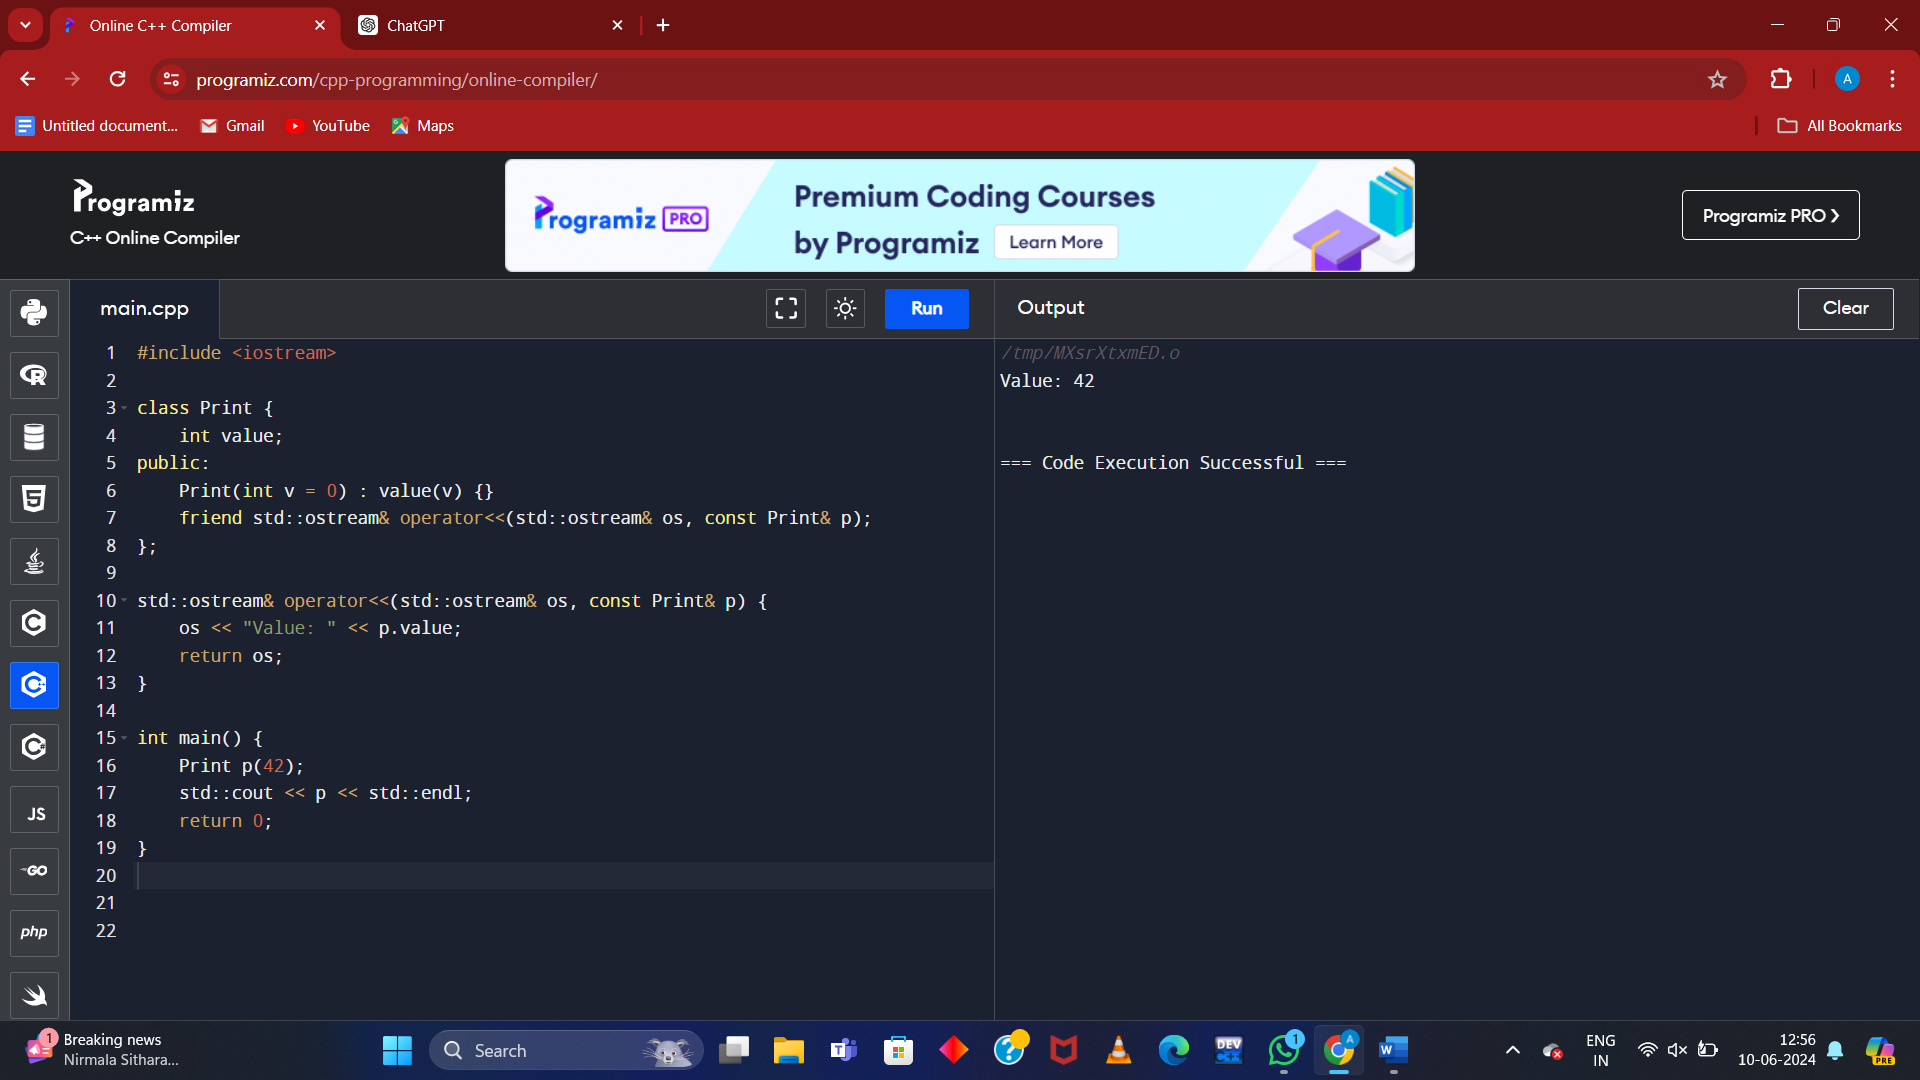 Online C++ Compiler
ChatGPT
programiz.com/cpp-programming/online-compiler/
A
Untitled document...
Gmail
YouTube
Maps
All Bookmarks
Programiz
C++ Online Compiler
Programiz PRO
Premium Coding Courses
by Programiz
Learn More
Programiz PRO ❯
main.cpp
Run
Output
Clear
1 #include <iostream>
2
3 class Print {
4     int value;
5 public:
6     Print(int v = 0) : value(v) {}
7     friend std::ostream& operator<<(std::ostream& os, const Print& p);
8 };
9
10 std::ostream& operator<<(std::ostream& os, const Print& p) {
11     os << "Value: " << p.value;
12     return os;
13 }
14
15 int main() {
16     Print p(42);
17     std::cout << p << std::endl;
18     return 0;
19 }
20
21
22
/tmp/MXsrXtxmED.o
Value: 42
=== Code Execution Successful ===
R
5
C
C++
C#
JS
GO
php
1
Breaking news
Nirmala Sithara...
Search
DEV
C++
1
A
W
ENG
IN
12:56
10-06-2024
PRE